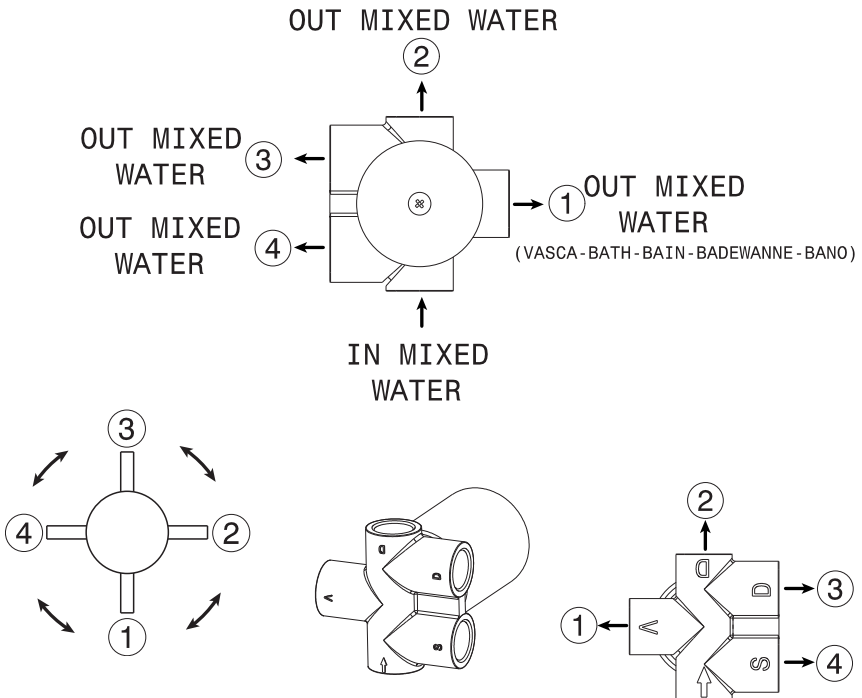 OUT MIXED WATER
2
OUT MIXED
WATER
3
OUT MIXED
WATER
4
1
OUT MIXED
WATER
(VASCA-BATH-BAIN-BADEWANNE-BANO)
IN MIXED
WATER
3
4
2
1
D
D
V
S
2
D
D
3
1
V
S
4